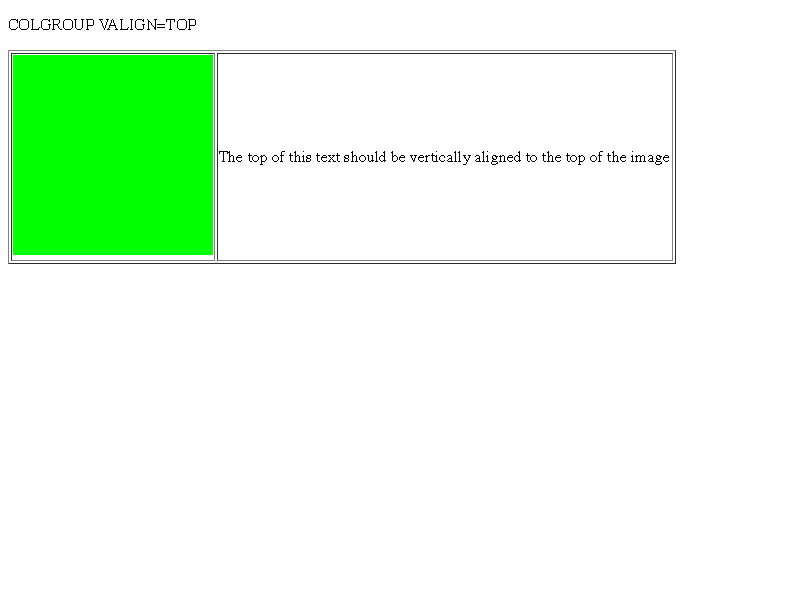 COLGROUP VALIGN=TOP
The top of this text should be vertically aligned to the top of the image